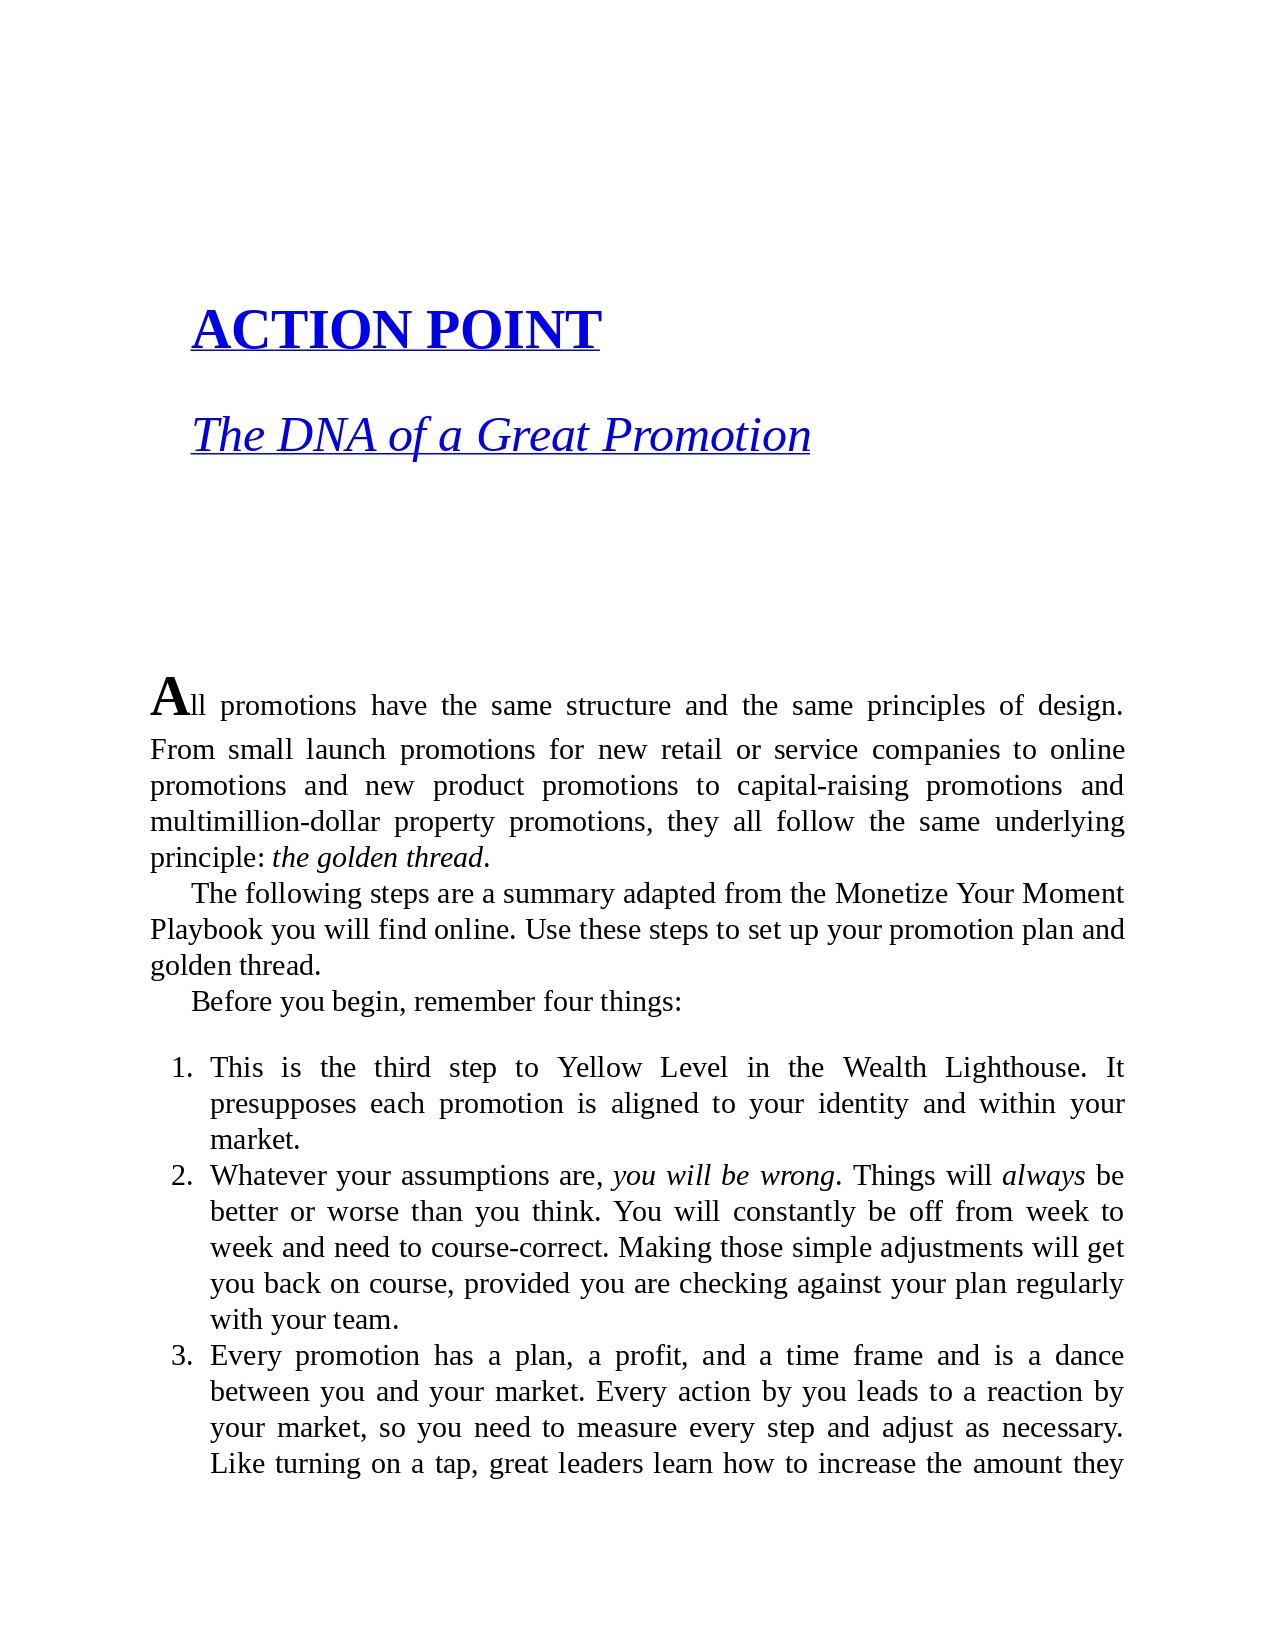 ACTION POINT
The DNA of a Great Promotion
All promotions have the same structure and the same principles of design.
From small launch promotions for new retail or service companies to online
promotions and new product promotions to capital-raising promotions and
multimillion-dollar property promotions, they all follow the same underlying
principle: the golden thread.
The following steps are a summary adapted from the Monetize Your Moment
Playbook you will find online. Use these steps to set up your promotion plan and
golden thread.
Before you begin, remember four things:
1. This is the third step to Yellow Level in the Wealth Lighthouse. It
presupposes each promotion is aligned to your identity and within your
market.
2. Whatever your assumptions are, you will be wrong. Things will always be
better or worse than you think. You will constantly be off from week to
week and need to course-correct. Making those simple adjustments will get
you back on course, provided you are checking against your plan regularly
with your team.
3. Every promotion has a plan, a profit, and a time frame and is a dance
between you and your market. Every action by you leads to a reaction by
your market, so you need to measure every step and adjust as necessary.
Like turning on a tap, great leaders learn how to increase the amount they